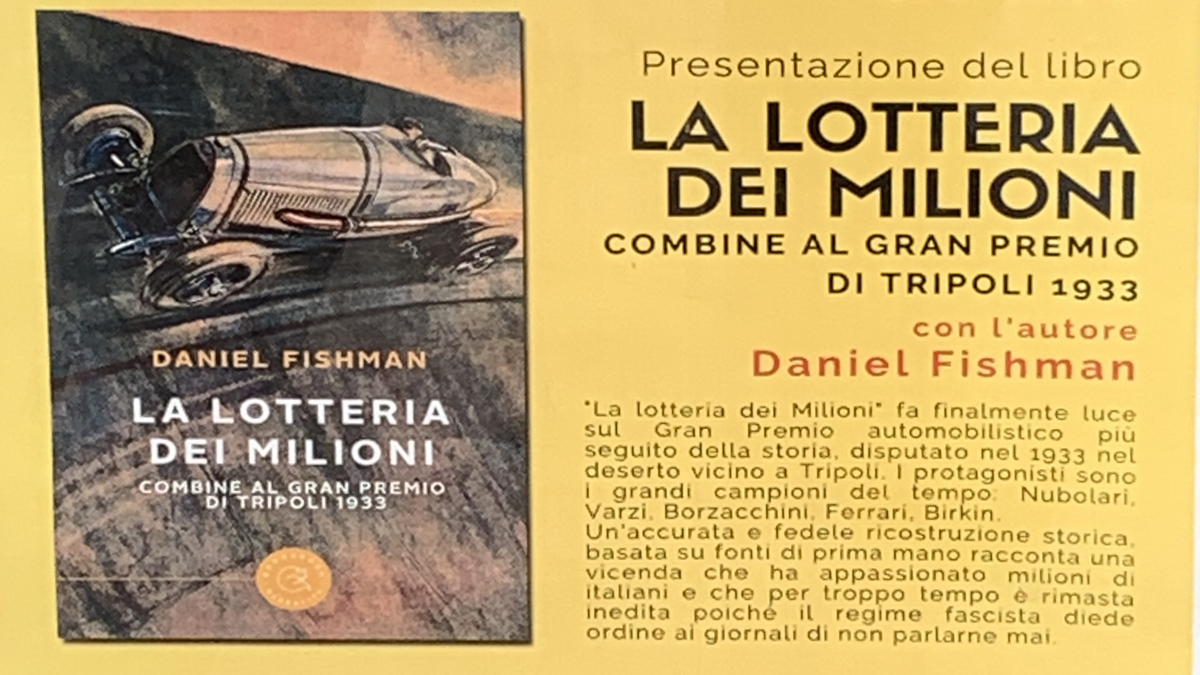 DANIEL FISHMAN
LA LOTTERIA
DEI MILIONI
COMBINE AL GRAN PREMIO
DI TRIPOLI 1933
Presentazione del libro
LA LOTTERIA
DEI MILIONI
COMBINE AL GRAN PREMIO
DI TRIPOLI 1933
con l'autore
Daniel Fishman
"La lotteria dei Milioni" fa finalmente luce
sul Gran Premio automobilistico più
seguito della storia, disputato nel 1933 nel
deserto vicino a Tripoli. I protagonisti sono
i grandi campioni del tempo: Nubolari,
Varzi, Borzacchini, Ferrari, Birkin.
Un'accurata e fedele ricostruzione storica,
basata su fonti di prima mano racconta una
vicenda che ha appassionato milioni di
italiani e che per troppo tempo è rimasta
inedita poiché il regime fascista diede
ordine ai giornali di non parlarne mai.